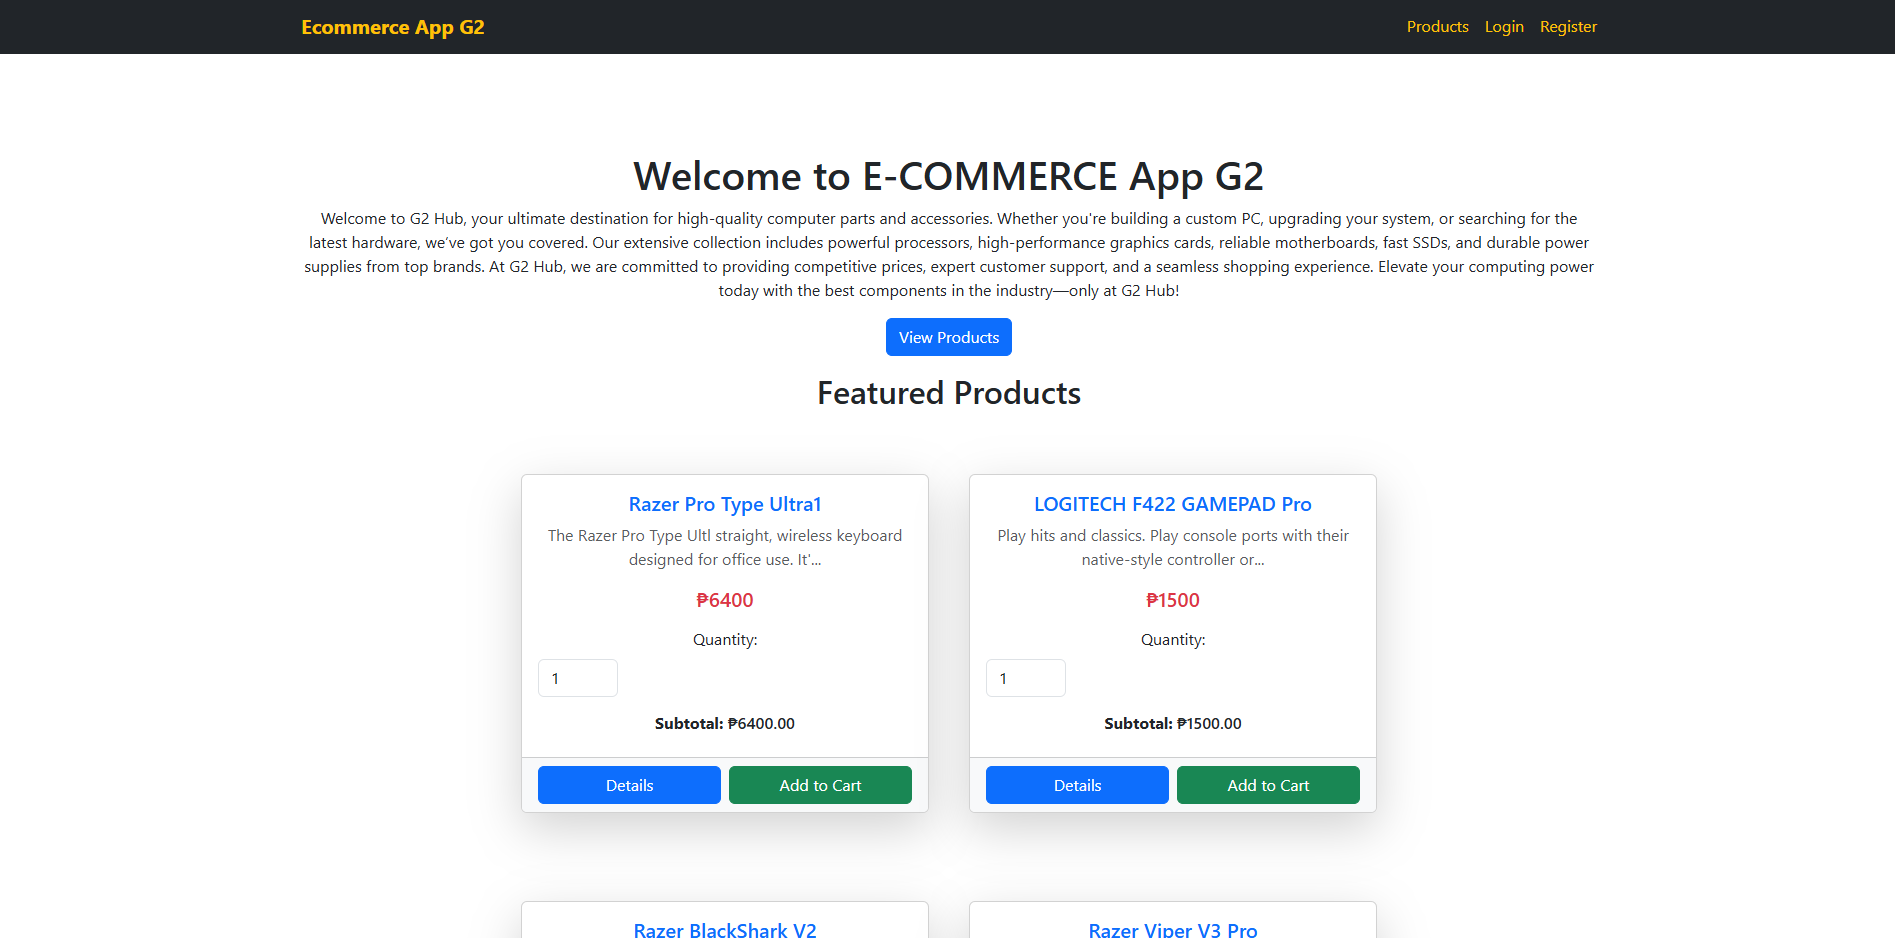 Ecommerce App G2
Products Login Register
Welcome to E-COMMERCE App G2
Welcome to G2 Hub, your ultimate destination for high-quality computer parts and accessories. Whether you're building a custom PC, upgrading your system, or searching for the
latest hardware, we’ve got you covered. Our extensive collection includes powerful processors, high-performance graphics cards, reliable motherboards, fast SSDs, and durable power
supplies from top brands. At G2 Hub, we are committed to providing competitive prices, expert customer support, and a seamless shopping experience. Elevate your computing power
today with the best components in the industry—only at G2 Hub!
View Products
Featured Products
Razer Pro Type Ultra1
The Razer Pro Type Ultl straight, wireless keyboard
designed for office use. It'...
₱6400
Quantity:
1
Subtotal: ₱6400.00
Details Add to Cart
LOGITECH F422 GAMEPAD Pro
Play hits and classics. Play console ports with their
native-style controller or...
₱1500
Quantity:
1
Subtotal: ₱1500.00
Details Add to Cart
Razer BlackShark V2
Razer Viper V3 Pro